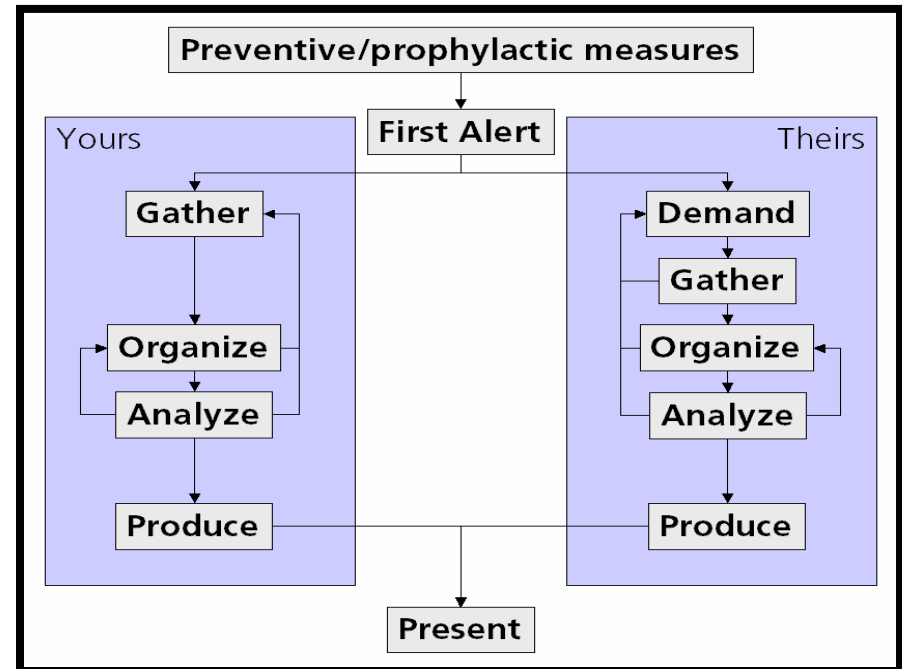 Preventive/prophylactic measures
First Alert
Yours
Gather
Organize
Analyze
Produce
Theirs
Demand
Gather
Organize
Analyze
Produce
Present